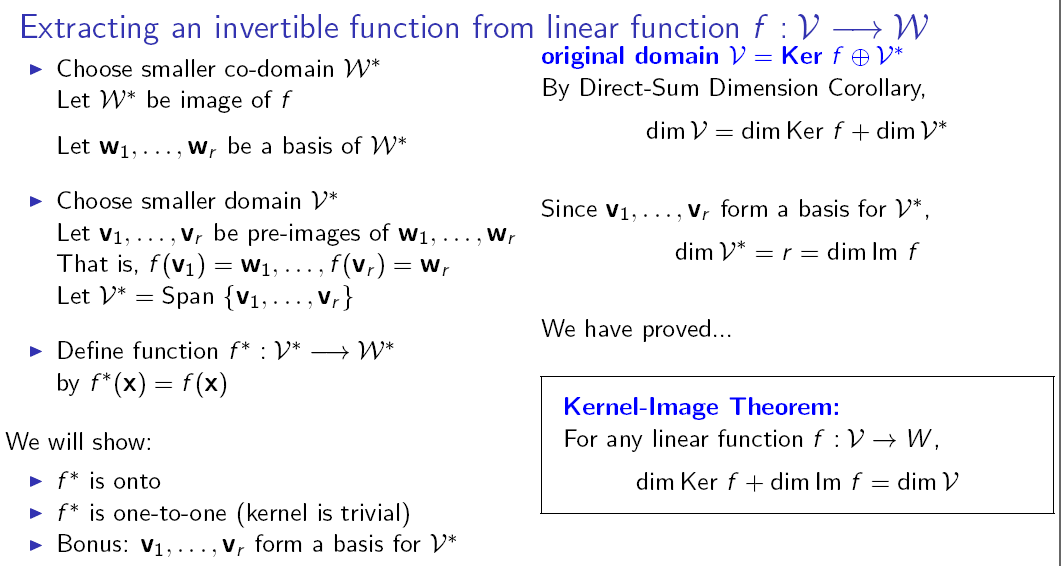 Extracting an invertible function from linear function f : 𝒱 ⟶ 𝒲
▶ Choose smaller co-domain 𝒲*
Let 𝒲* be image of f
Let w₁, . . . , wᵣ be a basis of 𝒲*
▶ Choose smaller domain 𝒱*
Let v₁, . . . , vᵣ be pre-images of w₁, . . . , wᵣ
That is, f(v₁) = w₁, . . . , f(vᵣ) = wᵣ
Let 𝒱* = Span {v₁, . . . , vᵣ}
▶ Define function f* : 𝒱* ⟶ 𝒲*
by f*(x) = f(x)
We will show:
▶ f* is onto
▶ f* is one-to-one (kernel is trivial)
▶ Bonus: v₁, . . . , vᵣ form a basis for 𝒱*
original domain 𝒱 = Ker f ⊕ 𝒱*
By Direct-Sum Dimension Corollary,
dim 𝒱 = dim Ker f + dim 𝒱*
Since v₁, . . . , vᵣ form a basis for 𝒱*,
dim 𝒱* = r = dim Im f
We have proved...
Kernel-Image Theorem:
For any linear function f : 𝒱 → W,
dim Ker f + dim Im f = dim 𝒱